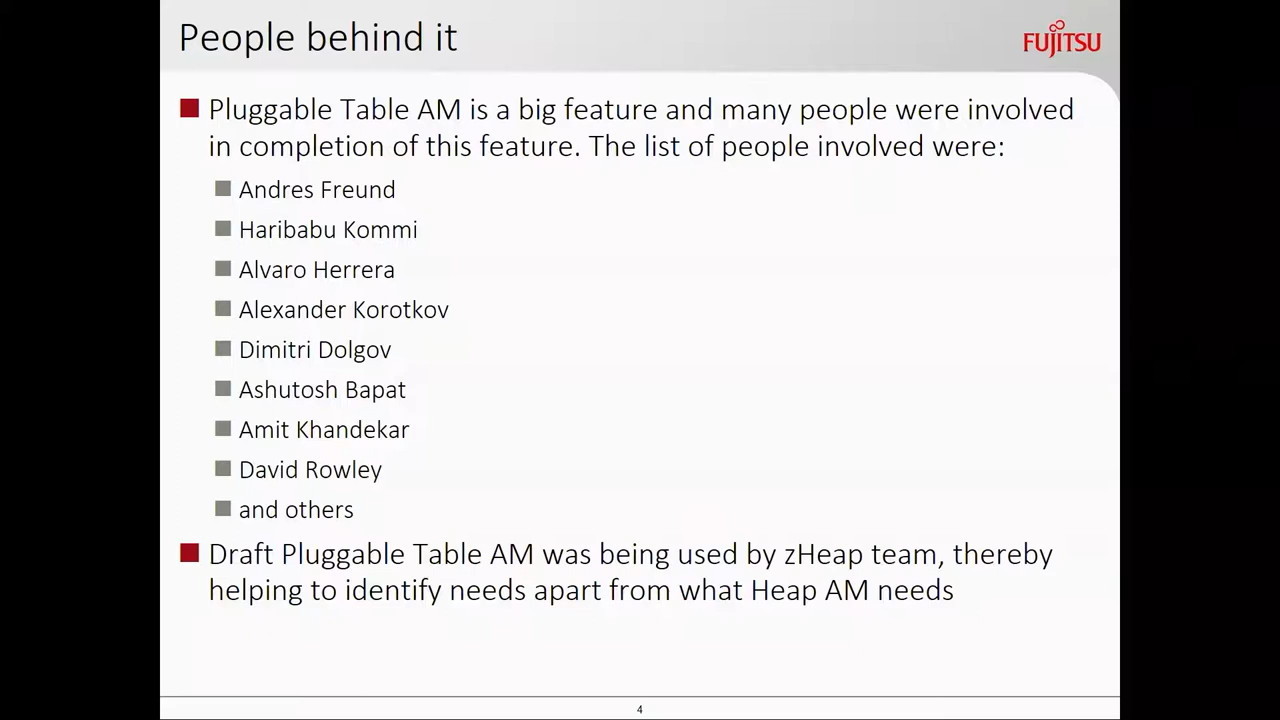 People behind it
FUJITSU
Pluggable Table AM is a big feature and many people were involved
in completion of this feature. The list of people involved were:
Andres Freund
Haribabu Kommi
Alvaro Herrera
Alexander Korotkov
Dimitri Dolgov
Ashutosh Bapat
Amit Khandekar
David Rowley
and others
Draft Pluggable Table AM was being used by zHeap team, thereby
helping to identify needs apart from what Heap AM needs
4